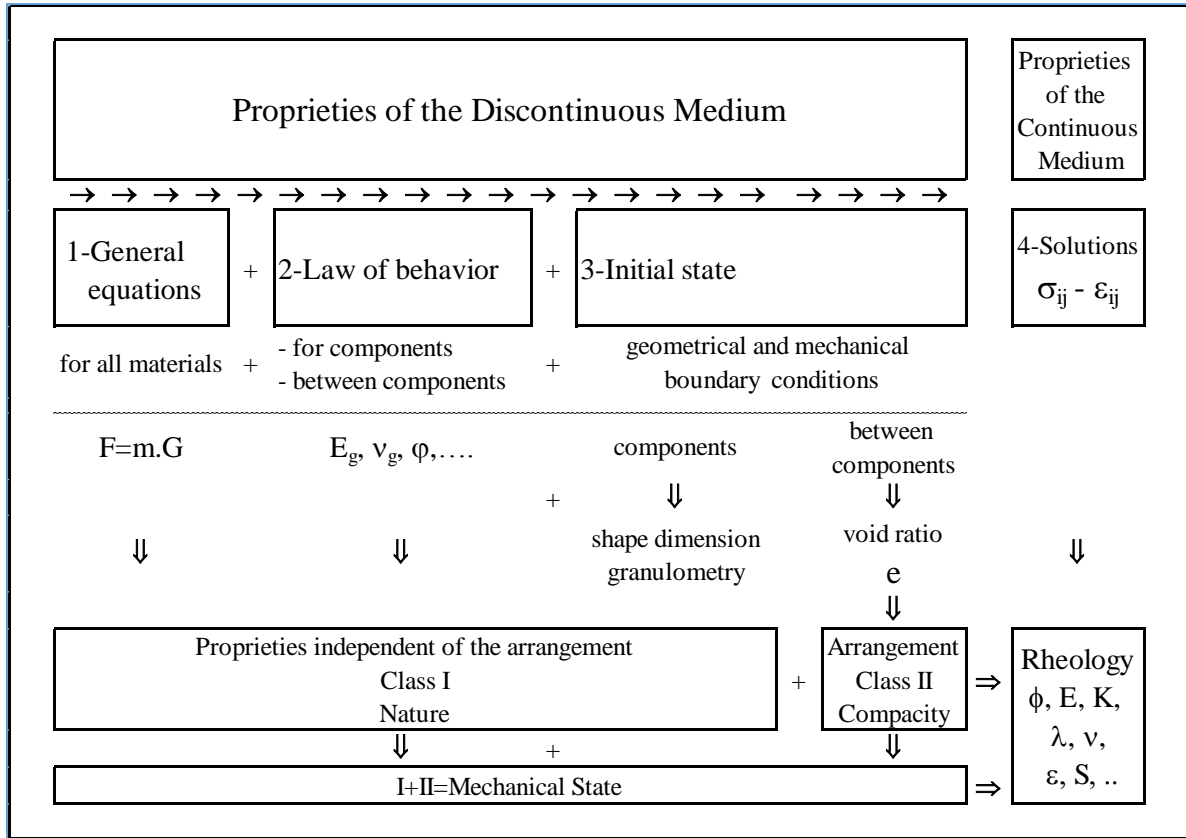 Proprieties of the Discontinuous Medium
Proprieties
of the
Continuous
Medium
→ → → → → → → → → → → → → → → → → → → → →
1-General
equations
+
2-Law of behavior
+
3-Initial state
4-Solutions
σij - εij
for all materials
+
- for components
- between components
+
geometrical and mechanical
boundary conditions
F=m.G
Eg, νg, φ,….
components
between
components
+
⇓
⇓
⇓
⇓
shape dimension
granulometry
void ratio
e
⇓
⇓
Proprieties independent of the arrangement
Class I
Nature
+
Arrangement
Class II
Compacity
⇒
Rheology
ϕ, E, K,
λ, ν,
ε, S, ..
⇓
+
⇓
I+II=Mechanical State
⇒